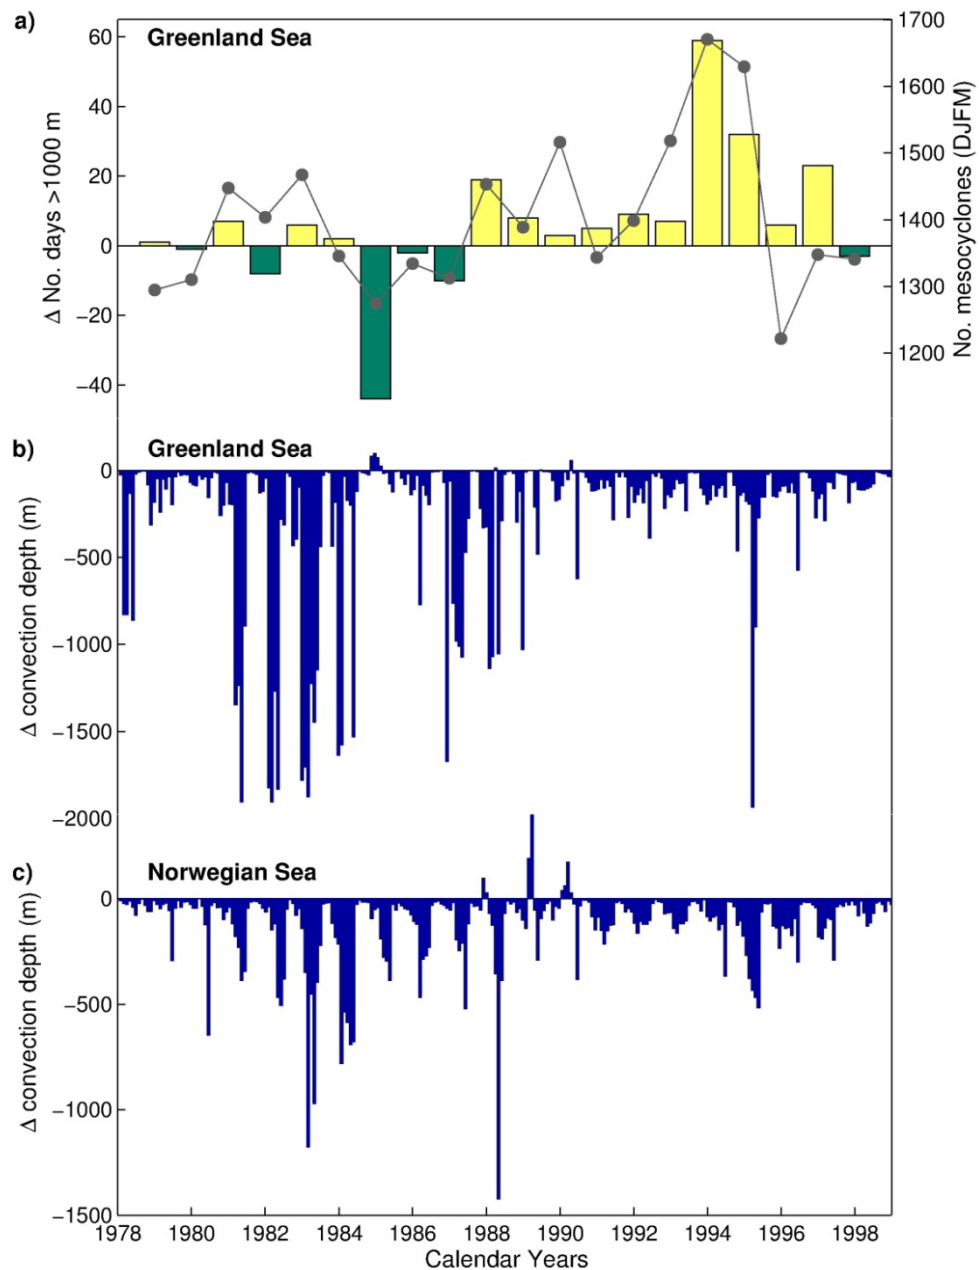 a)
Greenland Sea
60
40
20
0
−20
−40
Δ No. days >1000 m
1700
1600
1500
1400
1300
1200
No. mesocyclones (DJFM)
b)
Greenland Sea
0
−500
−1000
−1500
−2000
Δ convection depth (m)
c)
Norwegian Sea
0
−500
−1000
−1500
Δ convection depth (m)
1978 1980 1982 1984 1986 1988 1990 1992 1994 1996 1998
Calendar Years